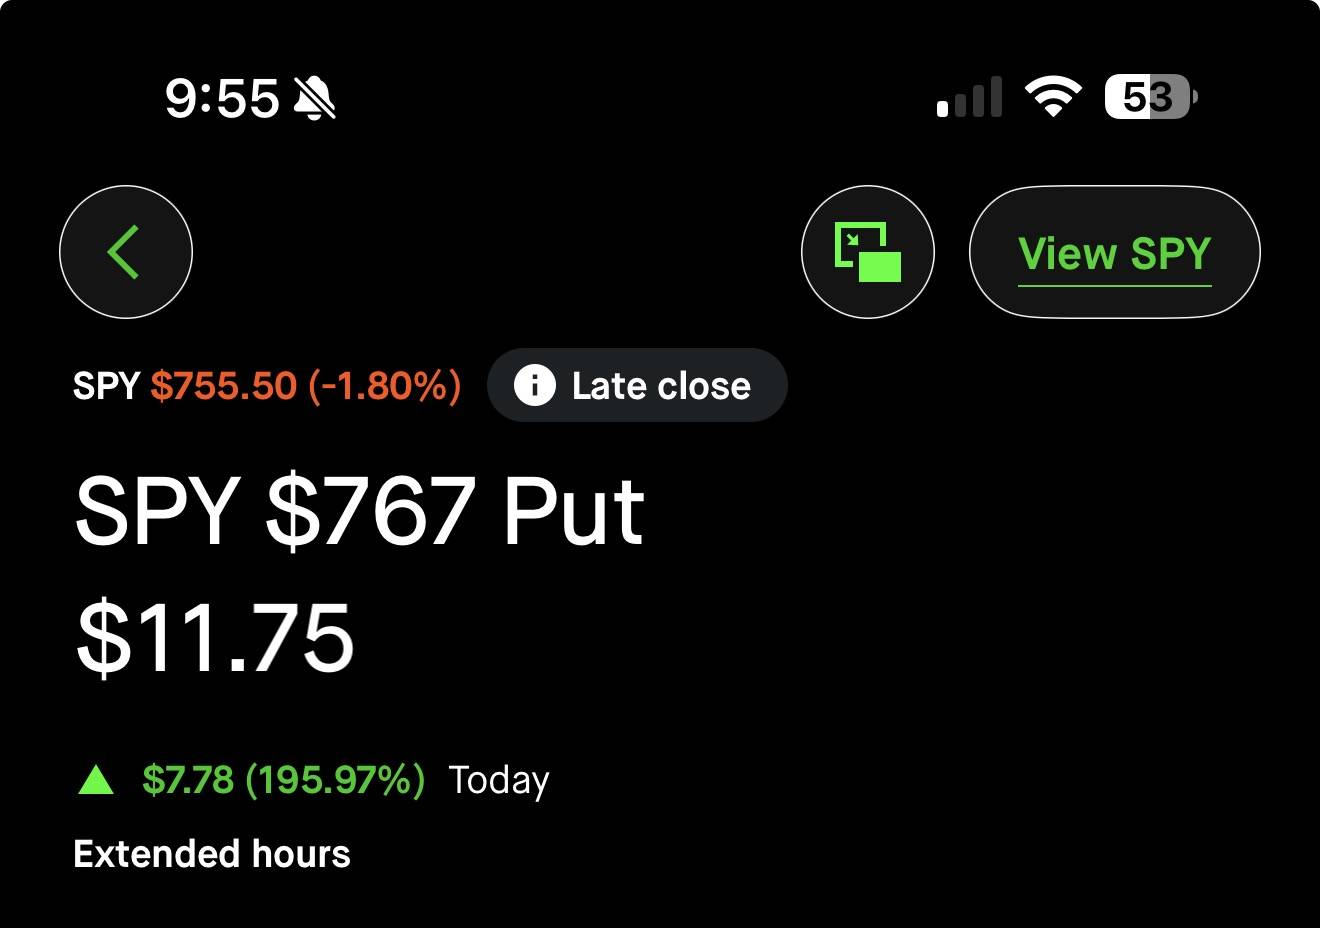 9:55 53
View SPY
SPY $755.50 (-1.80%) Late close
SPY $767 Put
$11.75
$7.78 (195.97%) Today
Extended hours